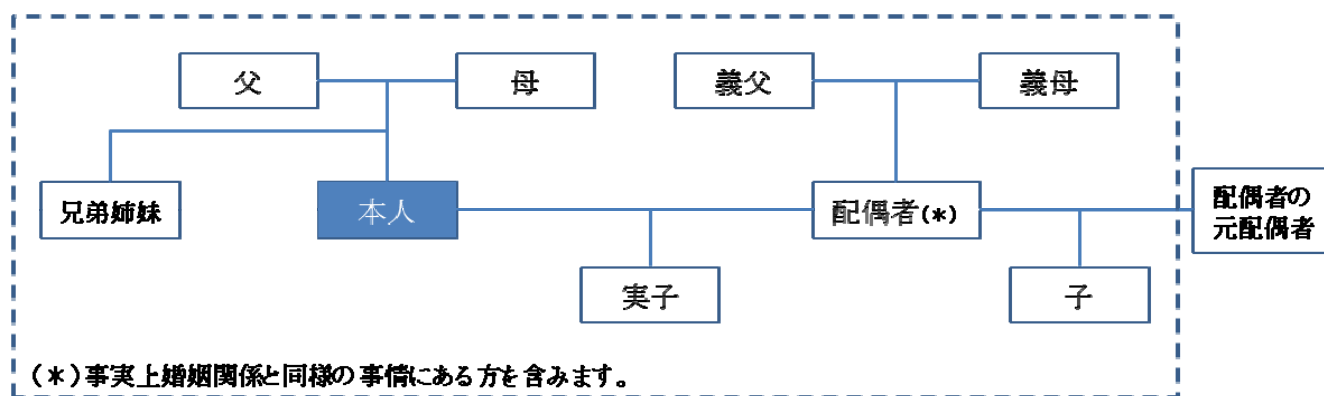 父
母
義父
義母
兄弟姉妹
本人
配偶者(*)
配偶者の
元配偶者
実子
子
(*)事実上婚姻関係と同様の事情にある方を含みます。